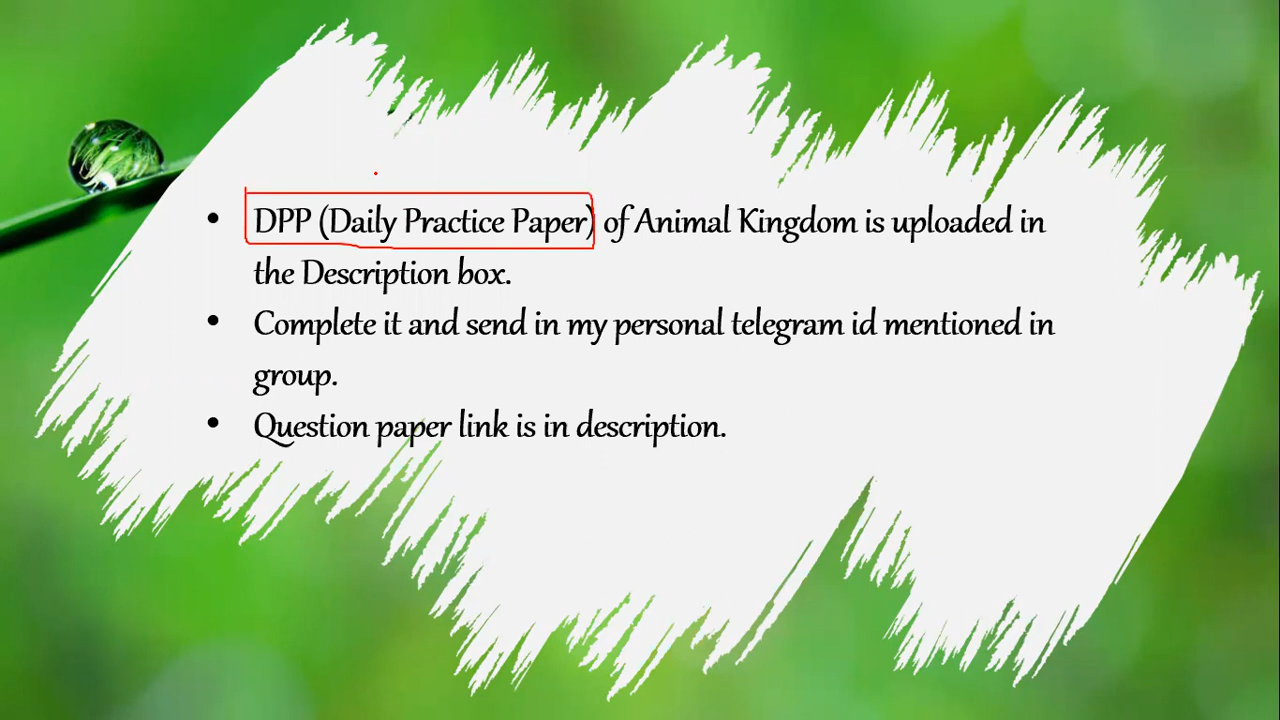 • DPP (Daily Practice Paper) of Animal Kingdom is uploaded in
the Description box.
• Complete it and send in my personal telegram id mentioned in
group.
• Question paper link is in description.